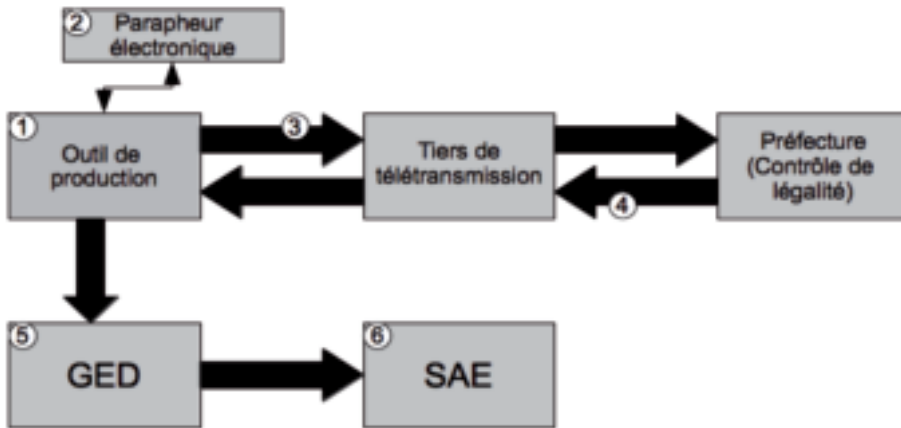 2 Parapheur
électronique
1
Outil de
production
3
Tiers de
télétransmission
Préfecture
(Contrôle de
légalité)
4
5
GED
6
SAE